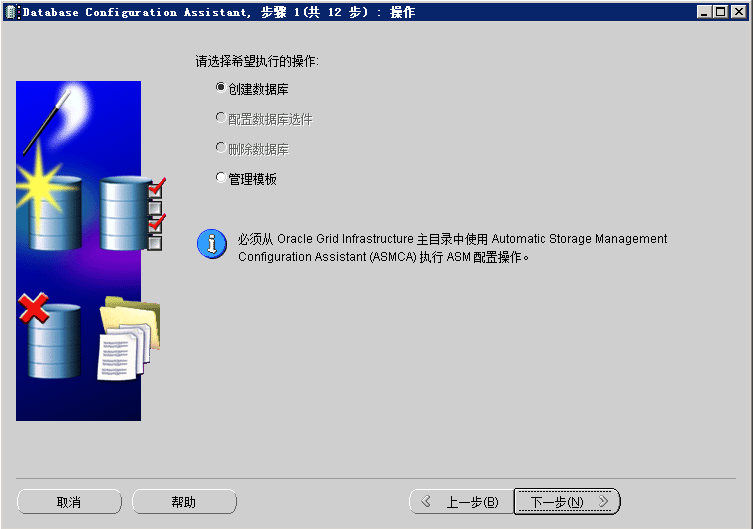 Database Configuration Assistant, 步骤 1(共 12 步) : 操作
请选择希望执行的操作:
创建数据库
配置数据库选件
删除数据库
管理模板
必须从 Oracle Grid Infrastructure 主目录中使用 Automatic Storage Management
Configuration Assistant (ASMCA) 执行 ASM 配置操作。
取消 帮助 上一步(B) 下一步(N)